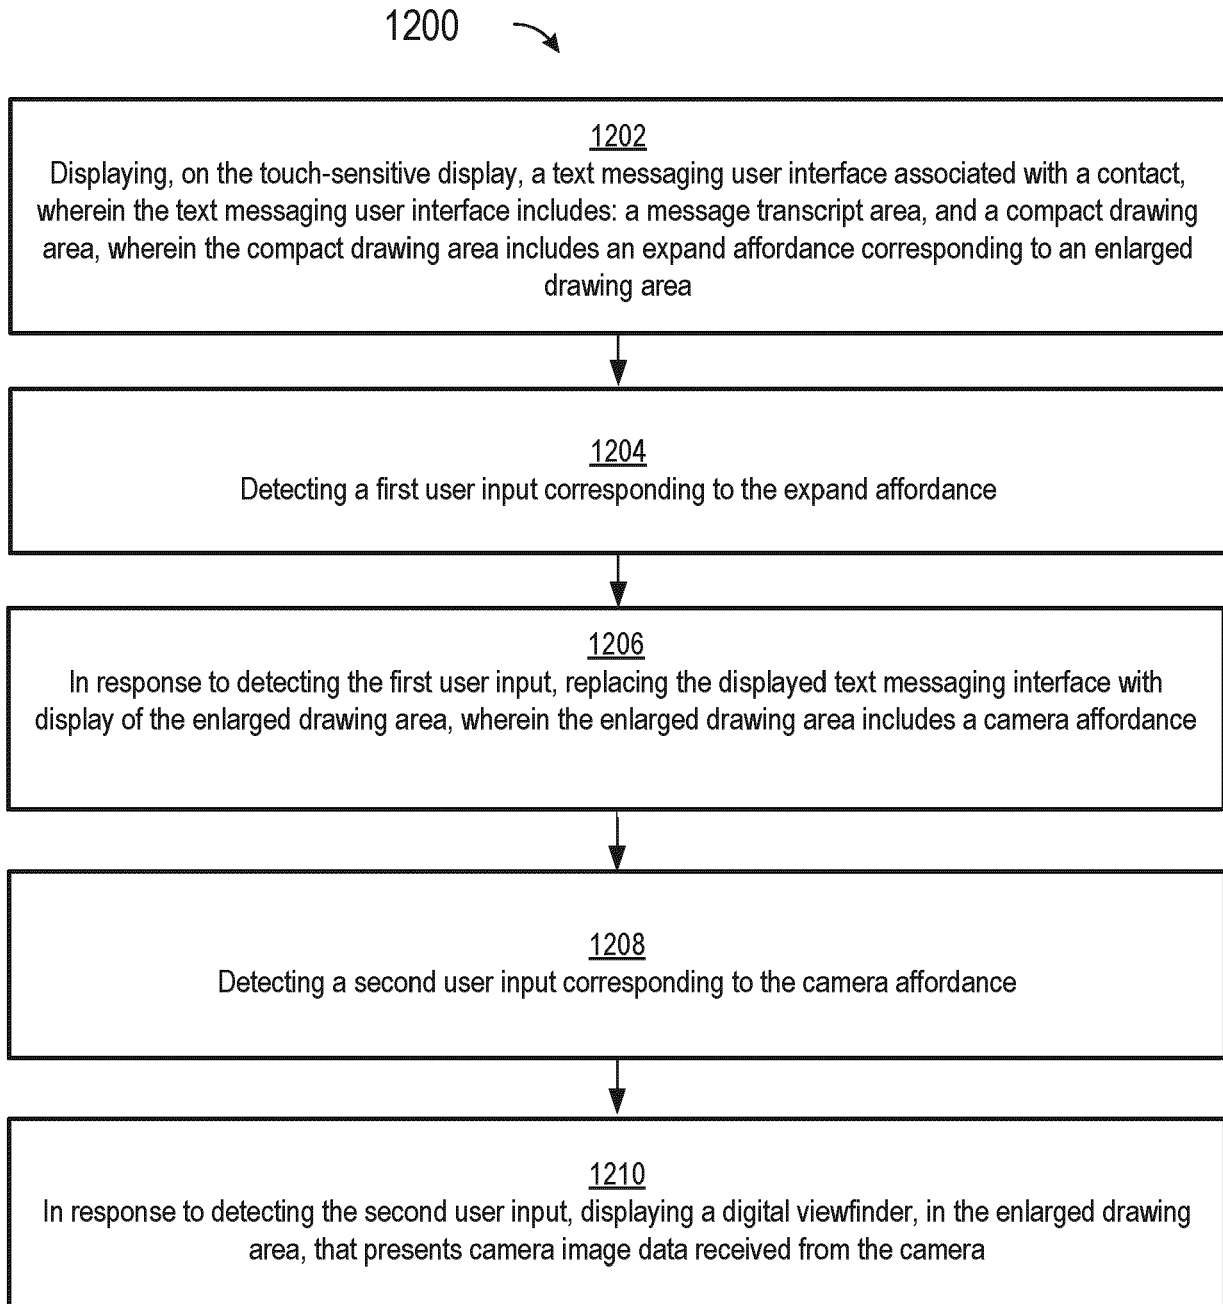 1200
1202
Displaying, on the touch-sensitive display, a text messaging user interface associated with a contact,
wherein the text messaging user interface includes: a message transcript area, and a compact drawing
area, wherein the compact drawing area includes an expand affordance corresponding to an enlarged
drawing area
1204
Detecting a first user input corresponding to the expand affordance
1206
In response to detecting the first user input, replacing the displayed text messaging interface with
display of the enlarged drawing area, wherein the enlarged drawing area includes a camera affordance
1208
Detecting a second user input corresponding to the camera affordance
1210
In response to detecting the second user input, displaying a digital viewfinder, in the enlarged drawing
area, that presents camera image data received from the camera